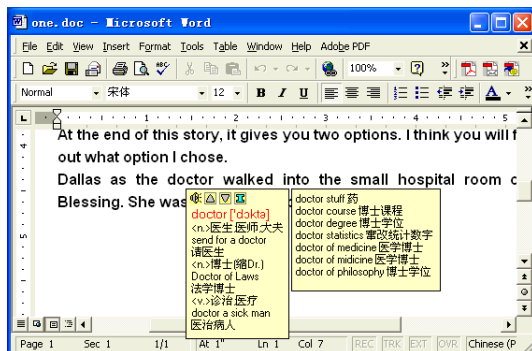 one.doc - Microsoft Word
File Edit View Insert Format Tools Table Window Help Adobe PDF
100%
Normal 宋体 12 B I U A
1 2 3 4 5
At the end of this story, it gives you two options. I think you will f
out what option I chose.
Dallas as the doctor walked into the small hospital room
Blessing. She was
doctor ['dɔktə]
<n.>医生.医师.大夫
send for a doctor
请医生
<n.>博士(缩Dr.)
Doctor of Laws
法学博士
<v.>诊治.医疗
doctor a sick man
医治病人
doctor stuff 药
doctor course 博士课程
doctor degree 博士学位
doctor statistics 窜改统计数字
doctor of medicine 医学博士
doctor of midicine 医学博士
doctor of philosophy 博士学位
Page 1 Sec 1 1/1 At 1" Ln 1 Col 7 REC TRK EXT OVR Chinese (P